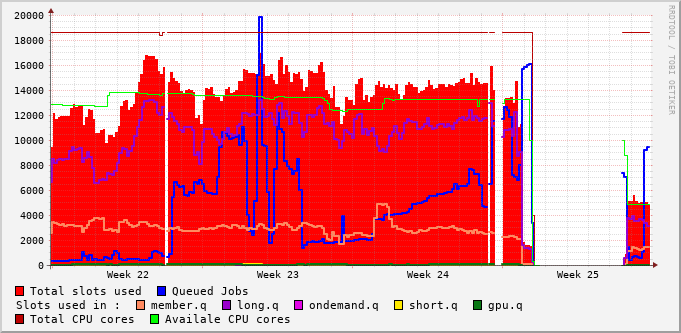 20000
18000
16000
14000
12000
10000
8000
6000
4000
2000
0
Week 22 Week 23 Week 24 Week 25
RRDTOOL / TOBI OETIKER
Total slots used Queued Jobs
Slots used in : member.q long.q ondemand.q short.q gpu.q
Total CPU cores Availale CPU cores